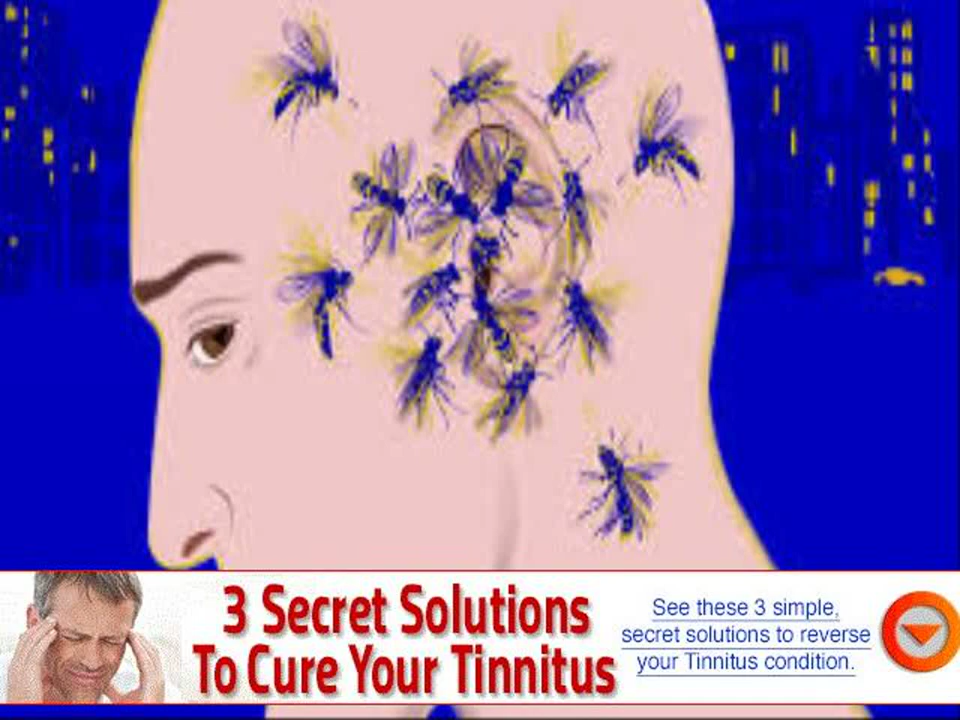 3 Secret Solutions
To Cure Your Tinnitus
See these 3 simple,
secret solutions to reverse
your Tinnitus condition.